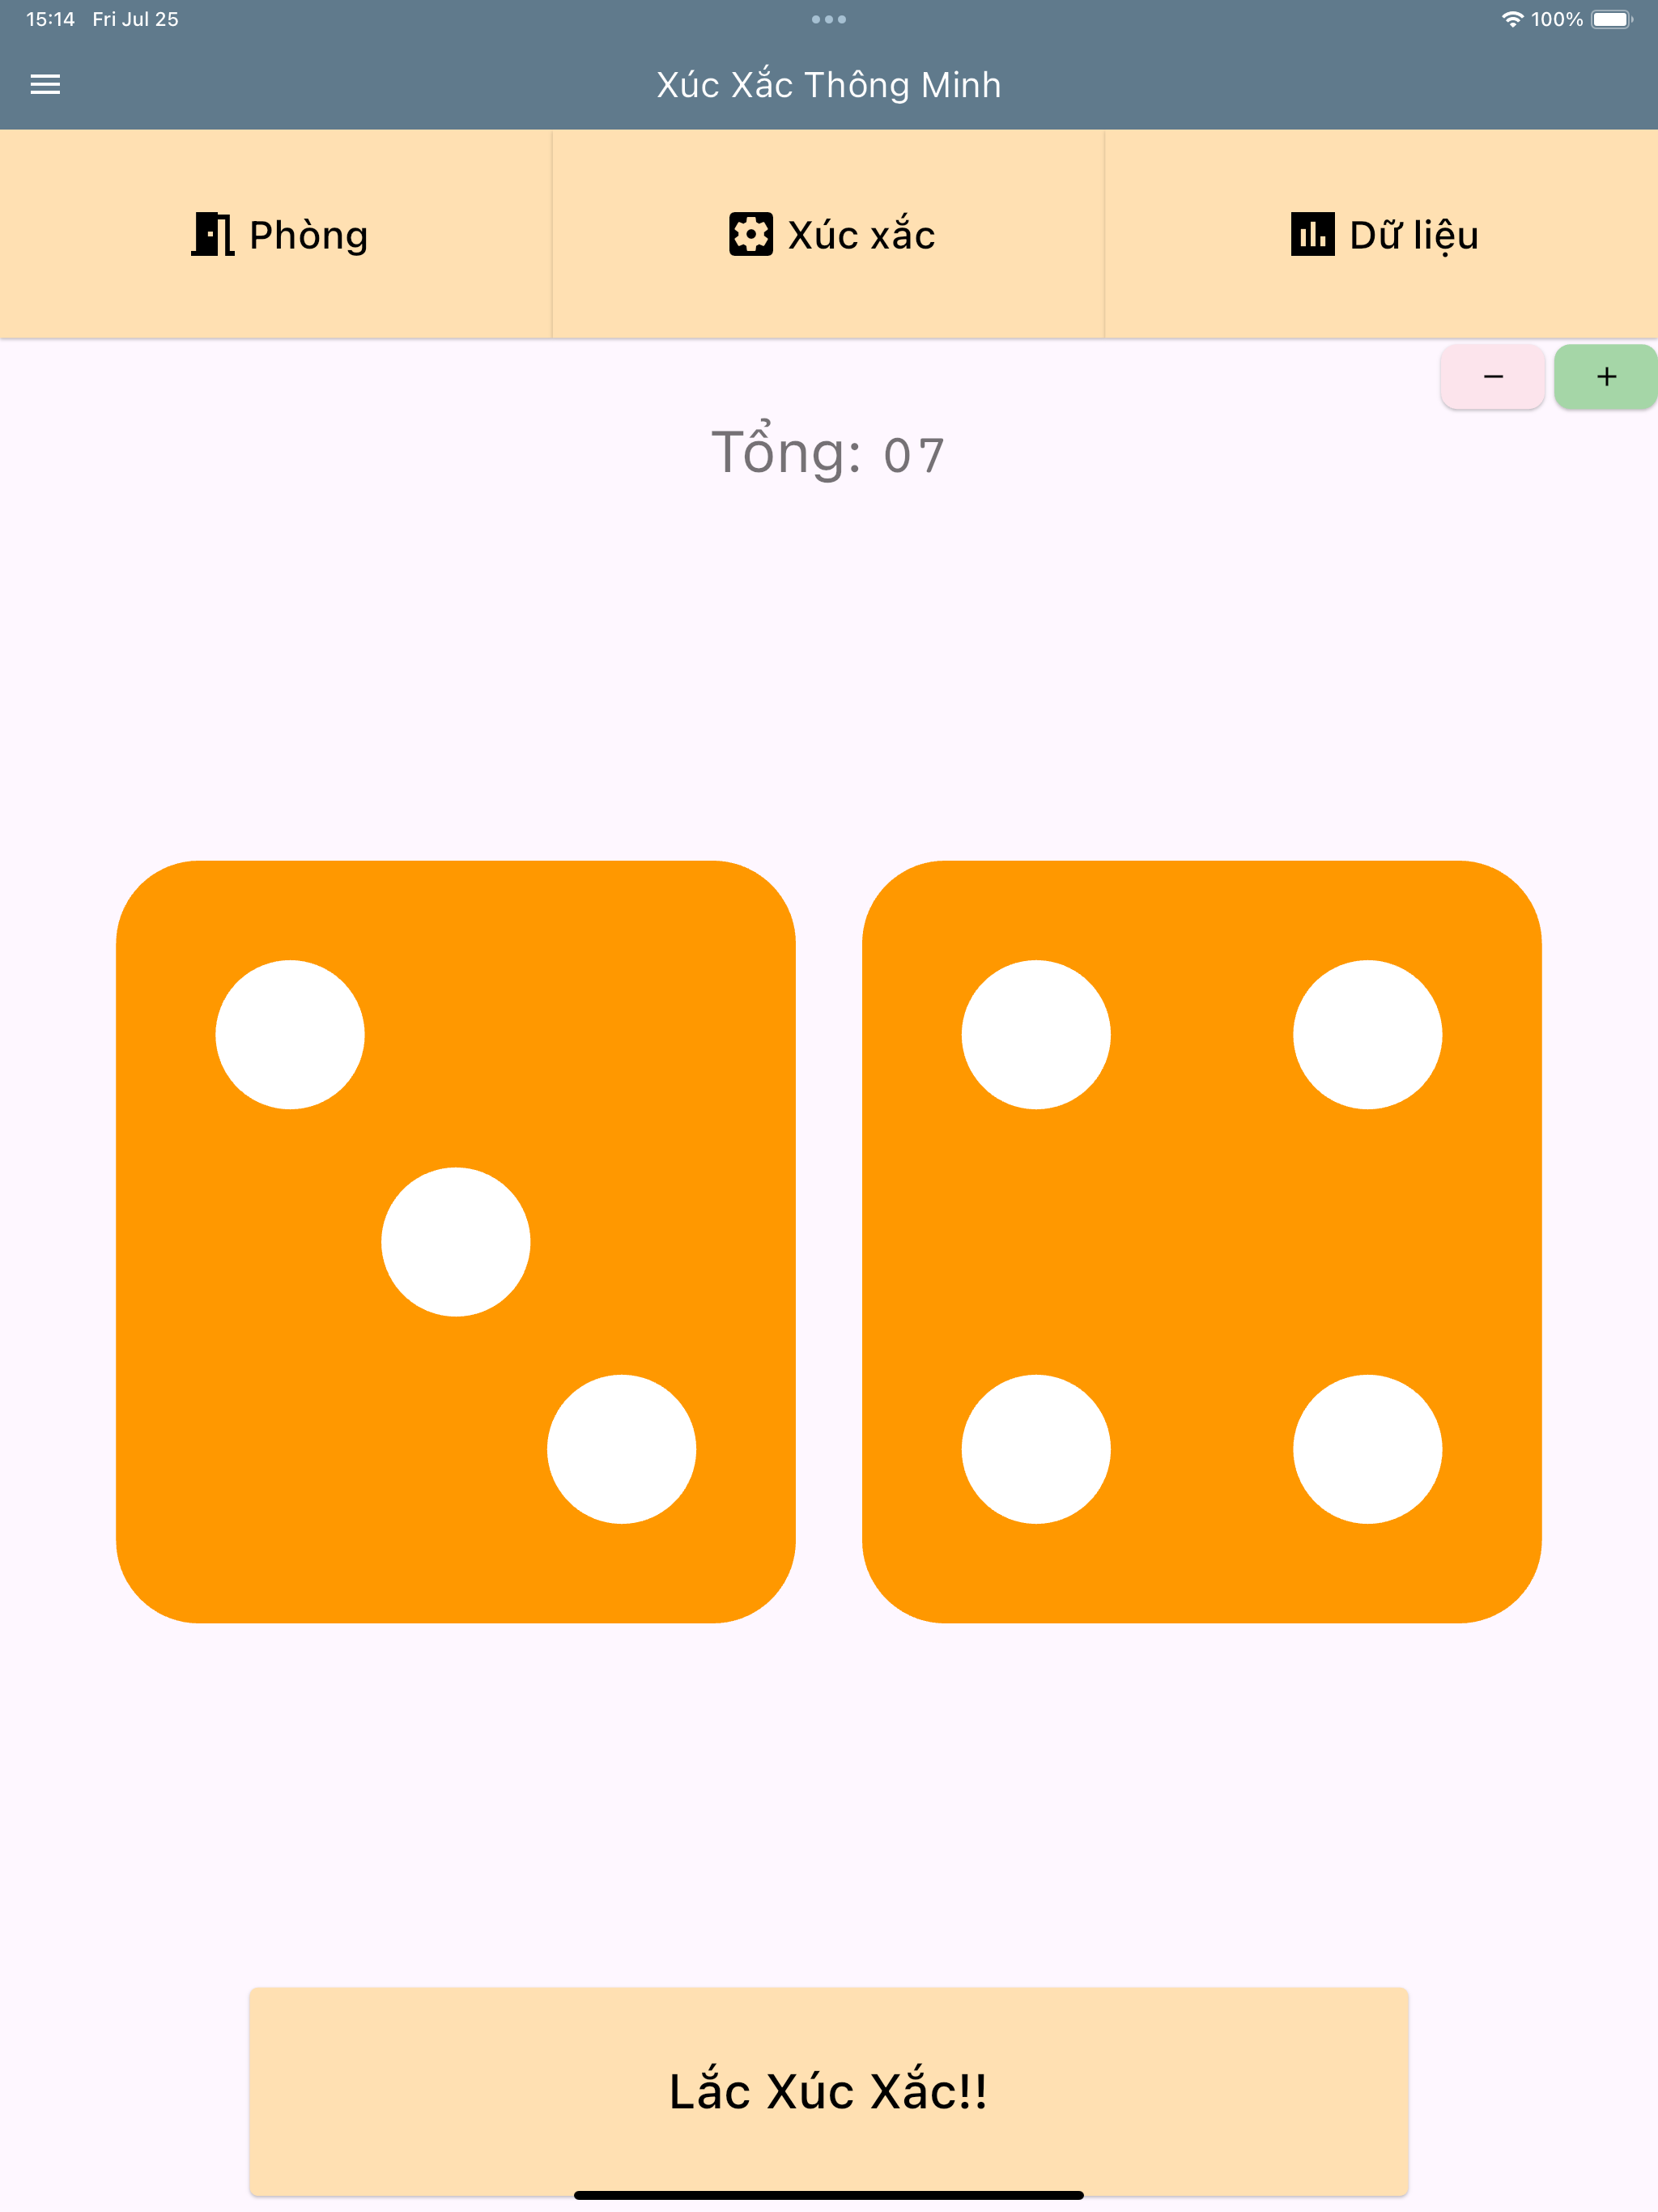 15:14 Fri Jul 25
100%
Xúc Xắc Thông Minh
Phòng
Xúc xắc
Dữ liệu
− +
Tổng: 07
Lắc Xúc Xắc!!